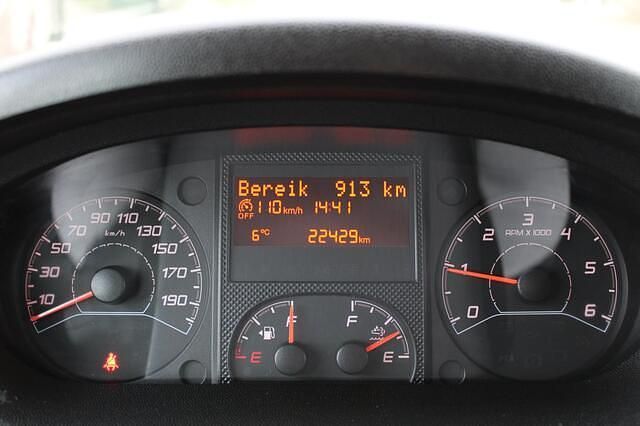 Bereik 913 km
OFF 110 km/h 14:41
6°C 22429 km
10 30 50 70 90 110 130 150 170 190
km/h
F E
F E
0 1 2 3 4 5 6
RPM X 1000